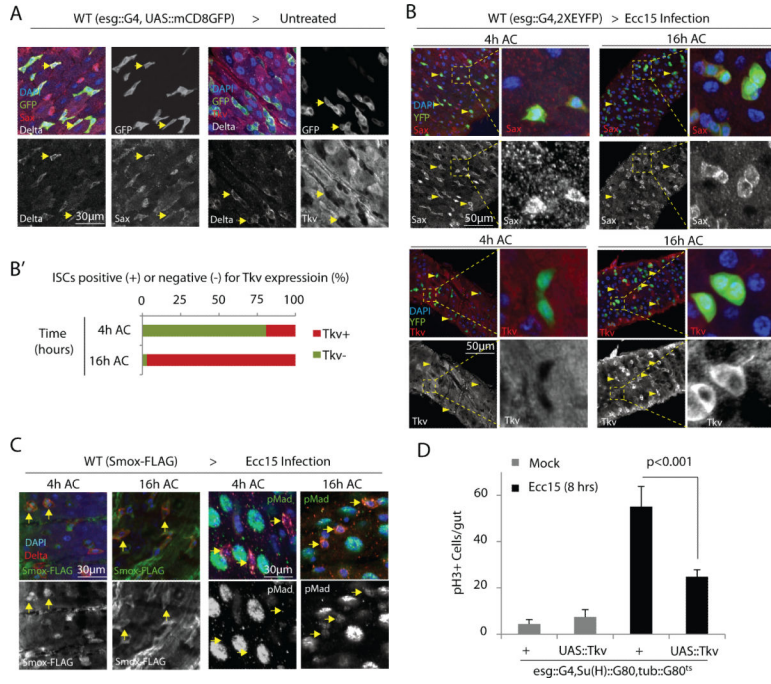 A
WT (esg::G4, UAS::mCD8GFP) > Untreated
DAPI
GFP
Sax
Delta
GFP
DAPI
GFP
Delta
GFP
Delta
30µm
Sax
Delta
Tkv
B
WT (esg::G4,2XEYFP) > Ecc15 Infection
4h AC
16h AC
DAPI
YFP
Sax
Sax
Sax
Sax
50µm
Sax
Sax
Sax
Sax
4h AC
16h AC
DAPI
YFP
Tkv
Tkv
Tkv
Tkv
50µm
Tkv
Tkv
Tkv
Tkv
B'
ISCs positive (+) or negative (-) for Tkv expressioin (%)
0 25 50 75 100
Time
(hours)
4h AC
16h AC
Tkv+
Tkv-
C
WT (Smox-FLAG) > Ecc15 Infection
4h AC
16h AC
4h AC
16h AC
DAPI
Delta
Smox-FLAG
30µm
Smox-FLAG
pMad
30µm
pMad
Smox-FLAG
Smox-FLAG
pMad
pMad
D
Mock
Ecc15 (8 hrs)
p<0.001
pH3+ Cells/gut
60
40
20
0
+ UAS::Tkv + UAS::Tkv
esg::G4,Su(H)::G80,tub::G80ts